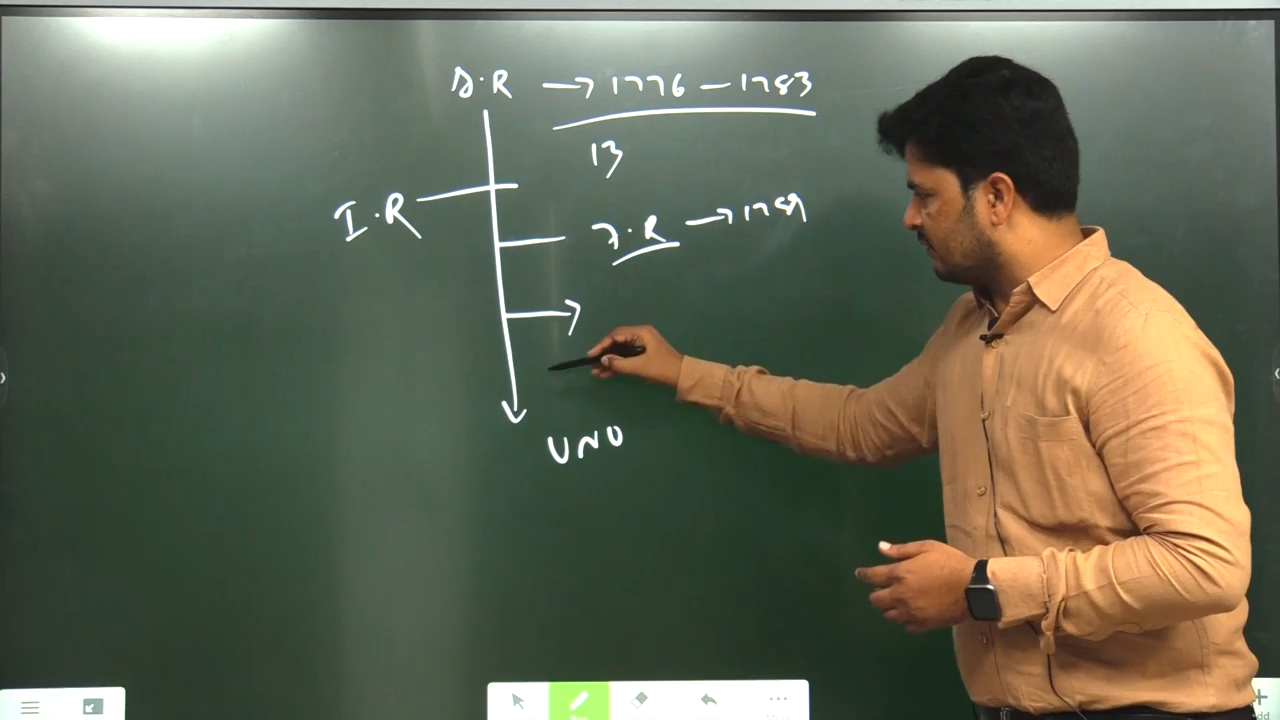 A.R → 1776 – 1783
13
I.R
F.R → 1789
UNO